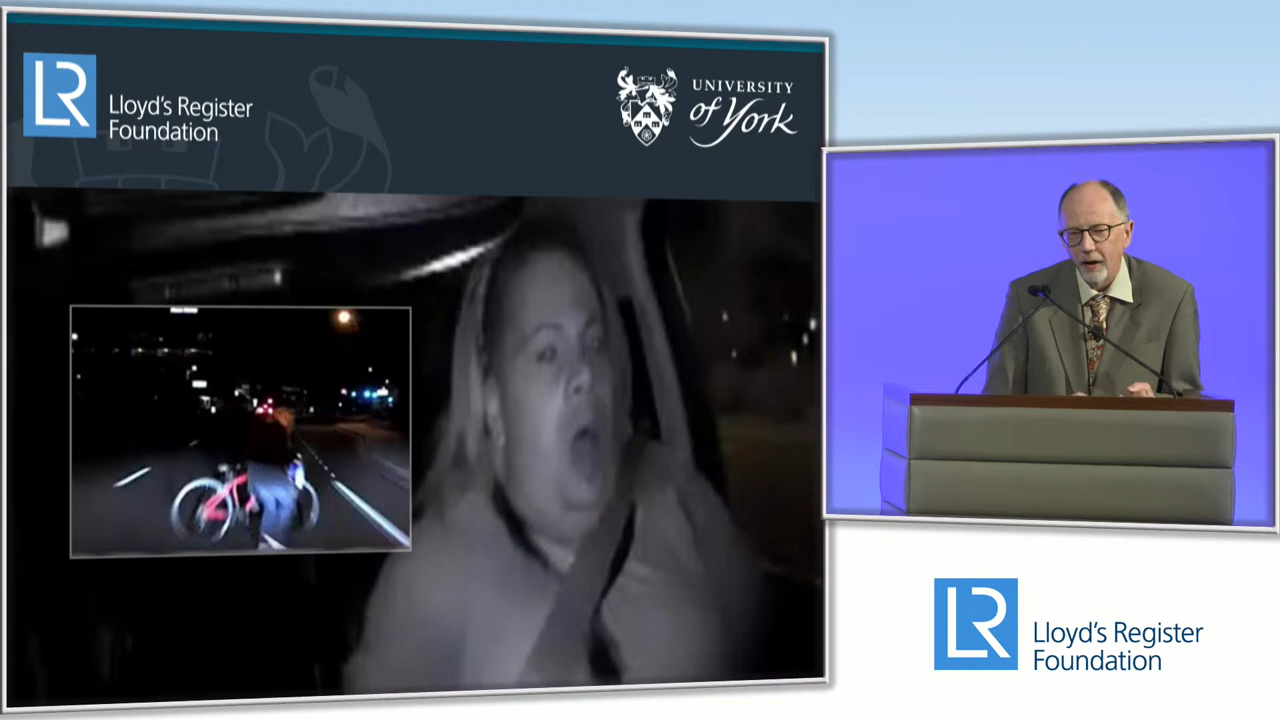 LR
Lloyd's Register
Foundation
UNIVERSITY
of York
LR
Lloyd's Register
Foundation